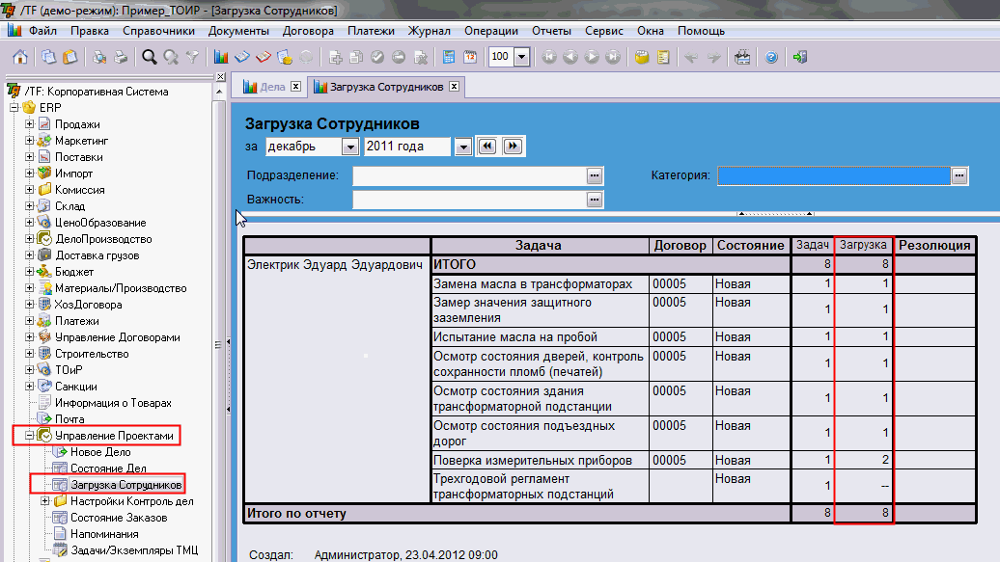 /TF (демо-режим): Пример_ТОИР - [Загрузка Сотрудников]
Файл Правка Справочники Документы Договора Платежи Журнал Операции Отчеты Сервис Окна Помощь
100
/TF: Корпоративная Система
ERP
Продажи
Маркетинг
Поставки
Импорт
Комиссия
Склад
ЦеноОбразование
ДелоПроизводство
Доставка грузов
Бюджет
Материалы/Производство
ХозДоговора
Платежи
Управление Договорами
Строительство
ТОиР
Санкции
Информация о Товарах
Почта
Управление Проектами
Новое Дело
Состояние Дел
Загрузка Сотрудников
Настройки Контроль дел
Состояние Заказов
Напоминания
Задачи/Экземпляры ТМЦ
Дела Загрузка Сотрудников
Загрузка Сотрудников
за декабрь 2011 года
Подразделение: Категория:
Важность:
Задача Договор Состояние Задач Загрузка Резолюция
Электрик Эдуард Эдуардович ИТОГО 8 8
Замена масла в трансформаторах 00005 Новая 1 1
Замер значения защитного 00005 Новая 1 1
заземления
Испытание масла на пробой 00005 Новая 1 1
Осмотр состояния дверей, контроль 00005 Новая 1 1
сохранности пломб (печатей)
Осмотр состояния здания 00005 Новая 1 1
трансформаторной подстанции
Осмотр состояния подъездных 00005 Новая 1 1
дорог
Поверка измерительных приборов 00005 Новая 1 2
Трехгодовой регламент Новая 1 --
трансформаторных подстанций
Итого по отчету 8 8
Создал: Администратор, 23.04.2012 09:00